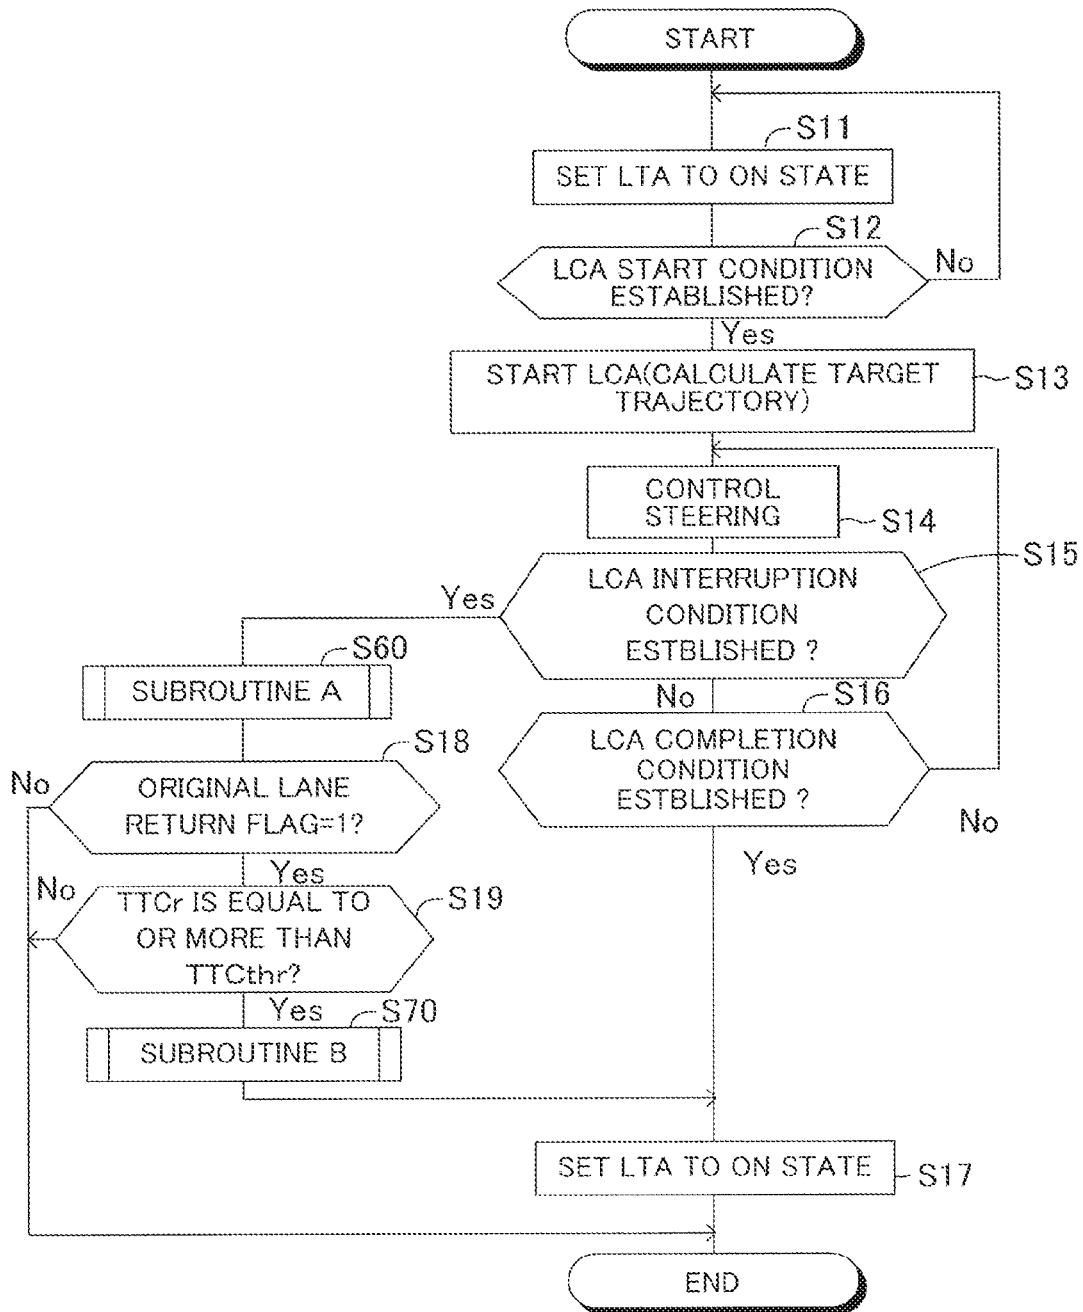 START
S11
SET LTA TO ON STATE
S12
LCA START CONDITION
ESTABLISHED?
No
Yes
START LCA(CALCULATE TARGET
TRAJECTORY)
S13
CONTROL
STEERING
S14
LCA INTERRUPTION
CONDITION
ESTBLISHED ?
S15
Yes
No
S60
SUBROUTINE A
S16
LCA COMPLETION
CONDITION
ESTBLISHED ?
No
Yes
S18
ORIGINAL LANE
RETURN FLAG=1?
No
Yes
TTCr IS EQUAL TO
OR MORE THAN
TTCthr?
S19
No
Yes
S70
SUBROUTINE B
SET LTA TO ON STATE
S17
END